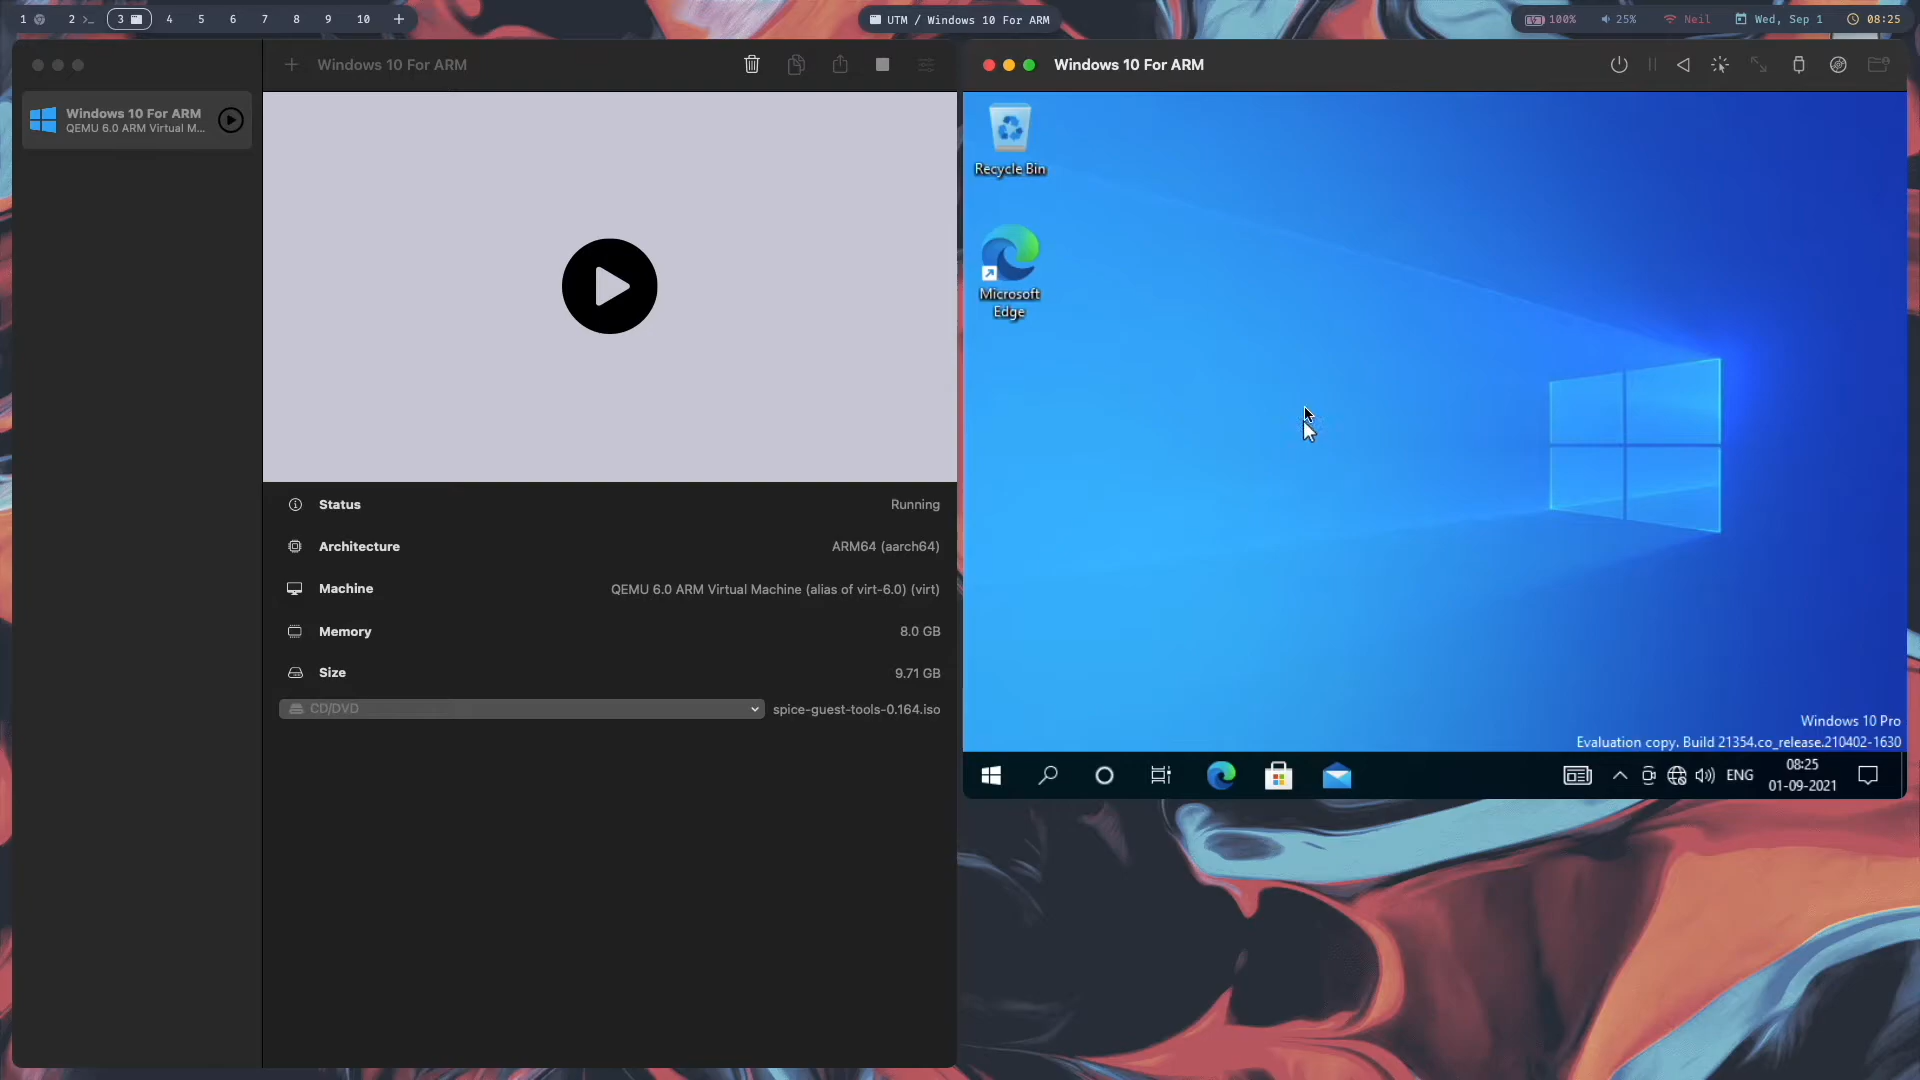 1 2 3 4 5 6 7 8 9 10 +
UTM / Windows 10 For ARM
100% 25% Neil Wed, Sep 1 08:25
Windows 10 For ARM
Windows 10 For ARM
QEMU 6.0 ARM Virtual M...
Status Running
Architecture ARM64 (aarch64)
Machine QEMU 6.0 ARM Virtual Machine (alias of virt-6.0) (virt)
Memory 8.0 GB
Size 9.71 GB
CD/DVD spice-guest-tools-0.164.iso
Windows 10 For ARM
Recycle Bin
Microsoft
Edge
Windows 10 Pro
Evaluation copy. Build 21354.co_release.210402-1630
ENG
08:25
01-09-2021